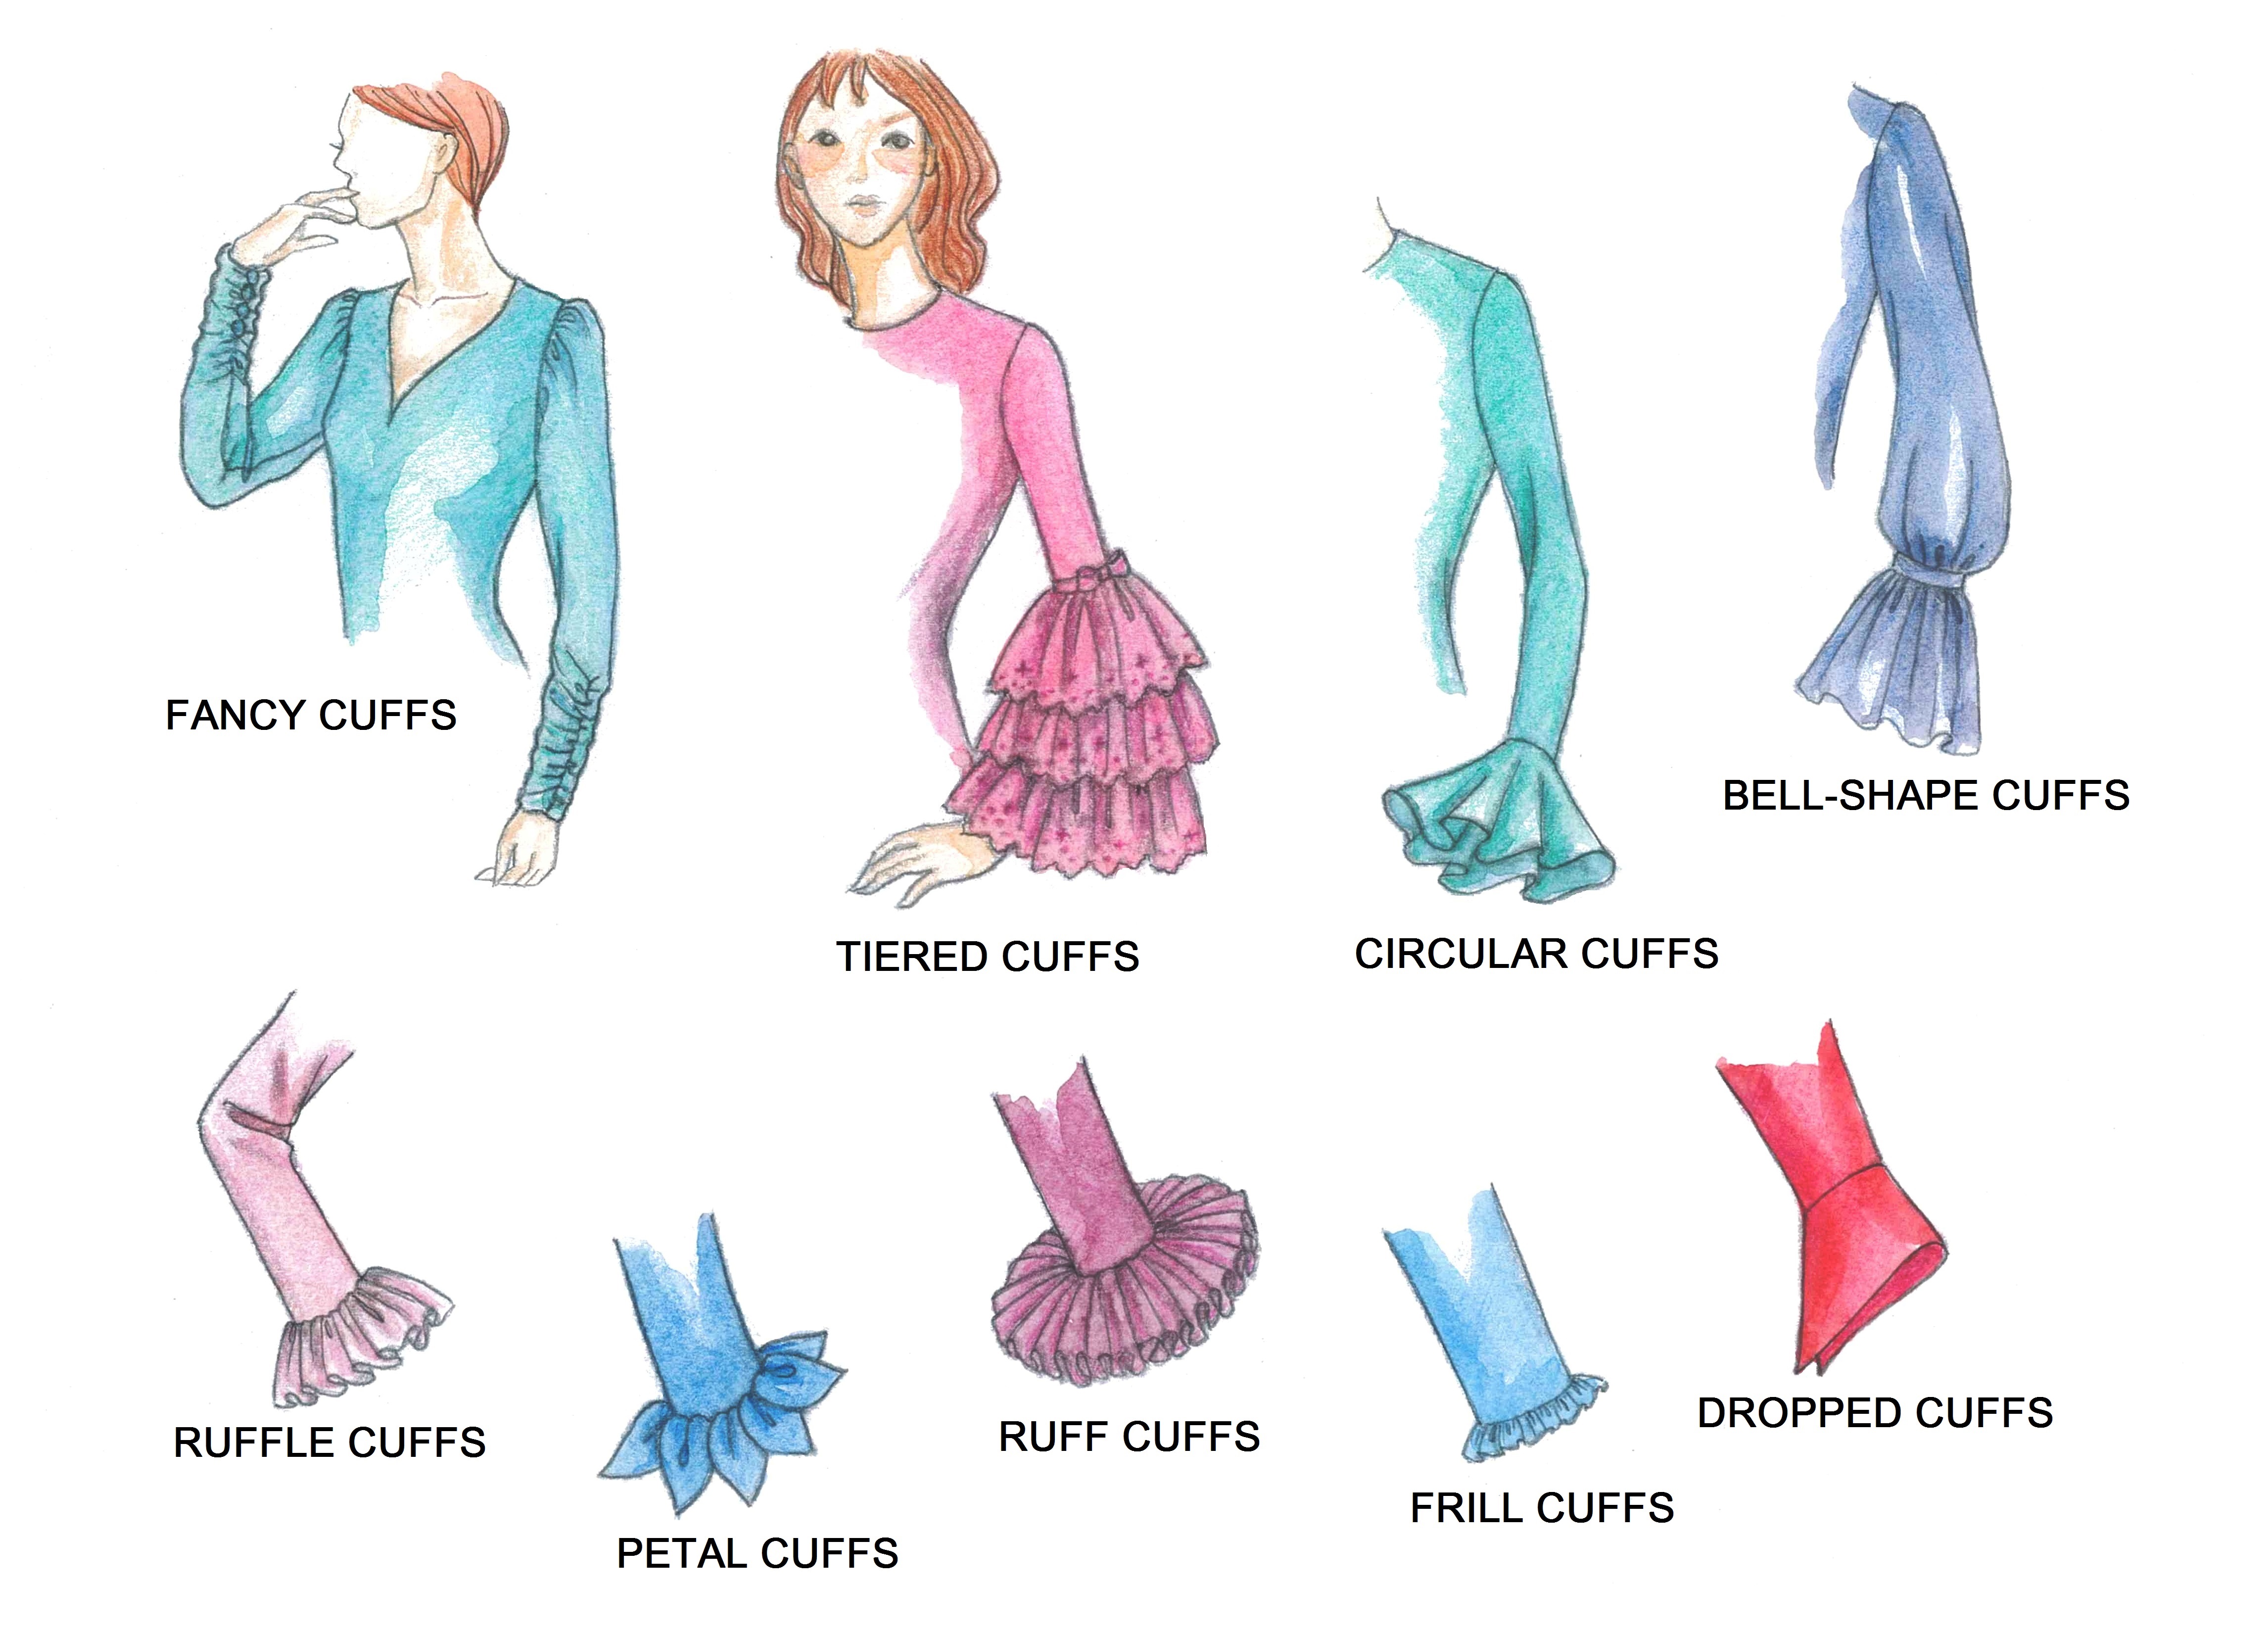 FANCY CUFFS
TIERED CUFFS
CIRCULAR CUFFS
BELL-SHAPE CUFFS
RUFFLE CUFFS
PETAL CUFFS
RUFF CUFFS
FRILL CUFFS
DROPPED CUFFS